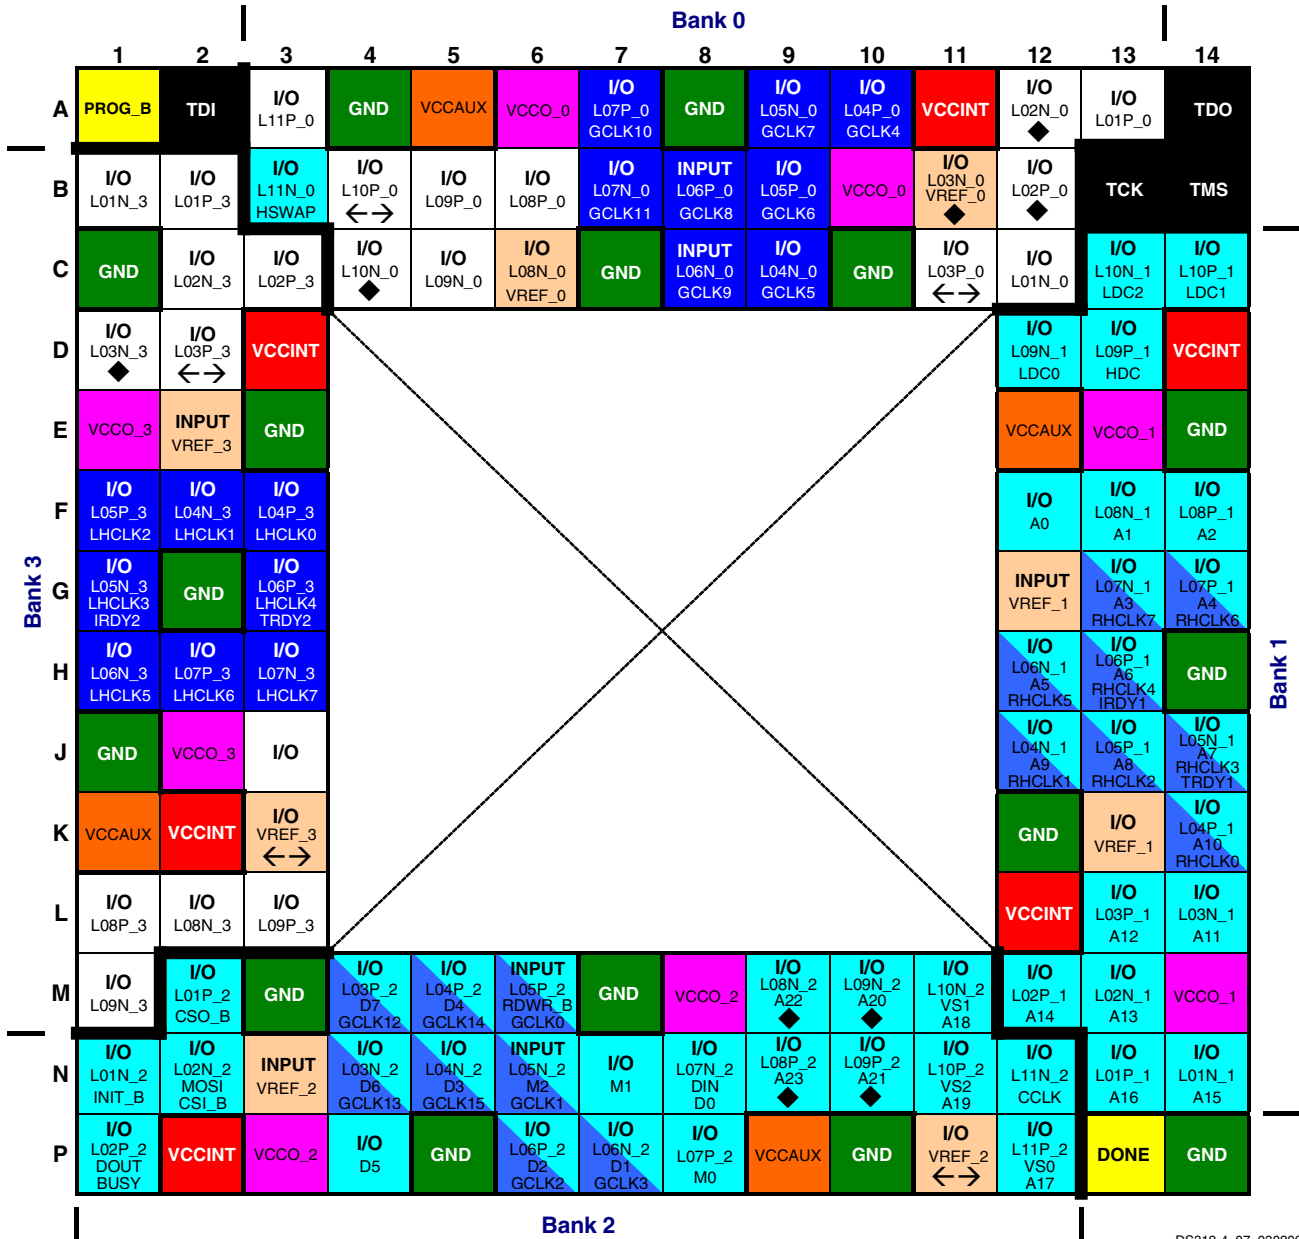 Bank 0
1 2 3 4 5 6 7 8 9 10 11 12 13 14
A
PROG_B
TDI
I/O
L11P_0
GND
VCCAUX
VCCO_0
I/O
L07P_0
GCLK10
GND
I/O
L05N_0
GCLK7
I/O
L04P_0
GCLK4
VCCINT
I/O
L02N_0
◆
I/O
L01P_0
TDO
B
I/O
L01N_3
I/O
L01P_3
I/O
L11N_0
HSWAP
I/O
L10P_0
←→
I/O
L09P_0
I/O
L08P_0
I/O
L07N_0
GCLK11
INPUT
L06P_0
GCLK8
I/O
L05P_0
GCLK6
VCCO_0
I/O
L03N_0
VREF_0
◆
I/O
L02P_0
◆
TCK
TMS
C
GND
I/O
L02N_3
I/O
L02P_3
I/O
L10N_0
◆
I/O
L09N_0
I/O
L08N_0
VREF_0
GND
INPUT
L06N_0
GCLK9
I/O
L04N_0
GCLK5
GND
I/O
L03P_0
←→
I/O
L01N_0
I/O
L10N_1
LDC2
I/O
L10P_1
LDC1
D
I/O
L03N_3
◆
I/O
L03P_3
←→
VCCINT
I/O
L09N_1
LDC0
I/O
L09P_1
HDC
VCCINT
E
VCCO_3
INPUT
VREF_3
GND
VCCAUX
VCCO_1
GND
F
I/O
L05P_3
LHCLK2
I/O
L04N_3
LHCLK1
I/O
L04P_3
LHCLK0
I/O
A0
I/O
L08N_1
A1
I/O
L08P_1
A2
Bank 3
G
I/O
L05N_3
LHCLK3
IRDY2
GND
I/O
L06P_3
LHCLK4
TRDY2
INPUT
VREF_1
I/O
L07N_1
A3
RHCLK7
I/O
L07P_1
A4
RHCLK6
H
I/O
L06N_3
LHCLK5
I/O
L07P_3
LHCLK6
I/O
L07N_3
LHCLK7
I/O
L06N_1
A5
RHCLK5
I/O
L06P_1
A6
RHCLK4
IRDY1
GND
Bank 1
J
GND
VCCO_3
I/O
I/O
L04N_1
A9
RHCLK1
I/O
L05P_1
A8
RHCLK2
I/O
L05N_1
A7
RHCLK3
TRDY1
K
VCCAUX
VCCINT
I/O
VREF_3
←→
GND
I/O
VREF_1
I/O
L04P_1
A10
RHCLK0
L
I/O
L08P_3
I/O
L08N_3
I/O
L09P_3
VCCINT
I/O
L03P_1
A12
I/O
L03N_1
A11
M
I/O
L09N_3
I/O
L01P_2
CSO_B
GND
I/O
L03P_2
D7
GCLK12
I/O
L04P_2
D4
GCLK14
INPUT
L05P_2
RDWR_B
GCLK0
GND
VCCO_2
I/O
L08N_2
A22
◆
I/O
L09N_2
A20
◆
I/O
L10N_2
VS1
A18
I/O
L02P_1
A14
I/O
L02N_1
A13
VCCO_1
N
I/O
L01N_2
INIT_B
I/O
L02N_2
MOSI
CSI_B
INPUT
VREF_2
I/O
L03N_2
D6
GCLK13
I/O
L04N_2
D3
GCLK15
INPUT
L05N_2
M2
GCLK1
I/O
M1
I/O
L07N_2
DIN
D0
I/O
L08P_2
A23
◆
I/O
L09P_2
A21
◆
I/O
L10P_2
VS2
A19
I/O
L11N_2
CCLK
I/O
L01P_1
A16
I/O
L01N_1
A15
P
I/O
L02P_2
DOUT
BUSY
VCCINT
VCCO_2
I/O
D5
GND
I/O
L06P_2
D2
GCLK2
I/O
L06N_2
D1
GCLK3
I/O
L07P_2
M0
VCCAUX
GND
I/O
VREF_2
←→
I/O
L11P_2
VS0
A17
DONE
GND
Bank 2